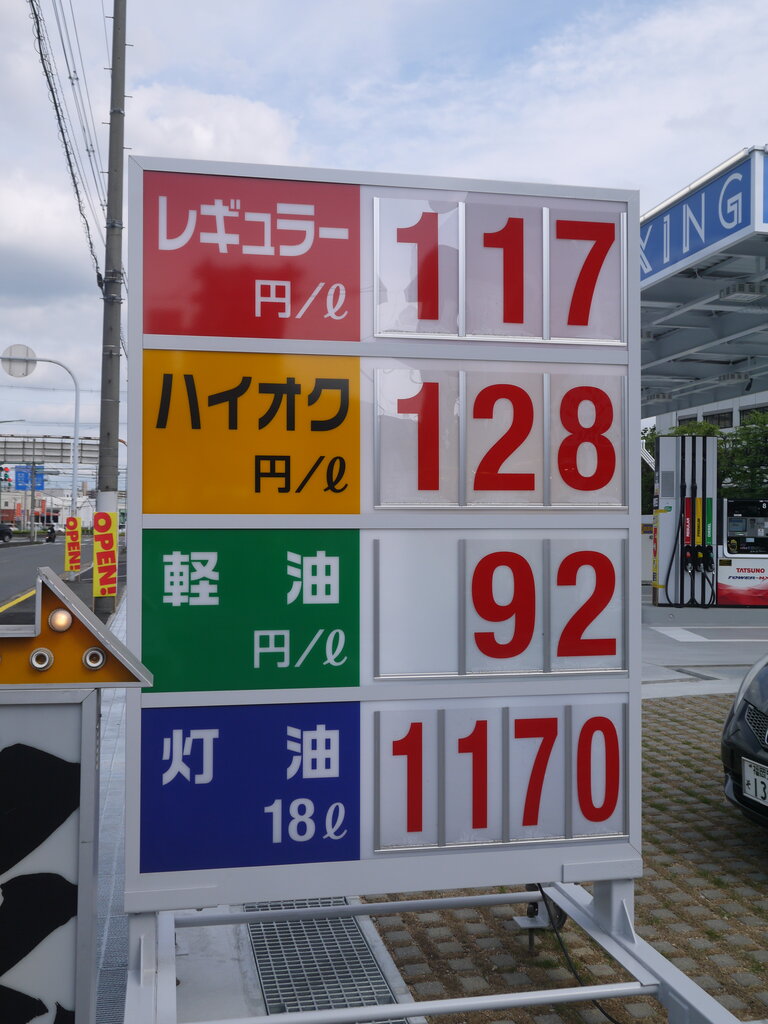 レギュラー
円/ℓ
117
ハイオク
円/ℓ
128
軽油
円/ℓ
92
灯油
18ℓ
1170
XING
OPEN!
OPEN!
TATSUNO